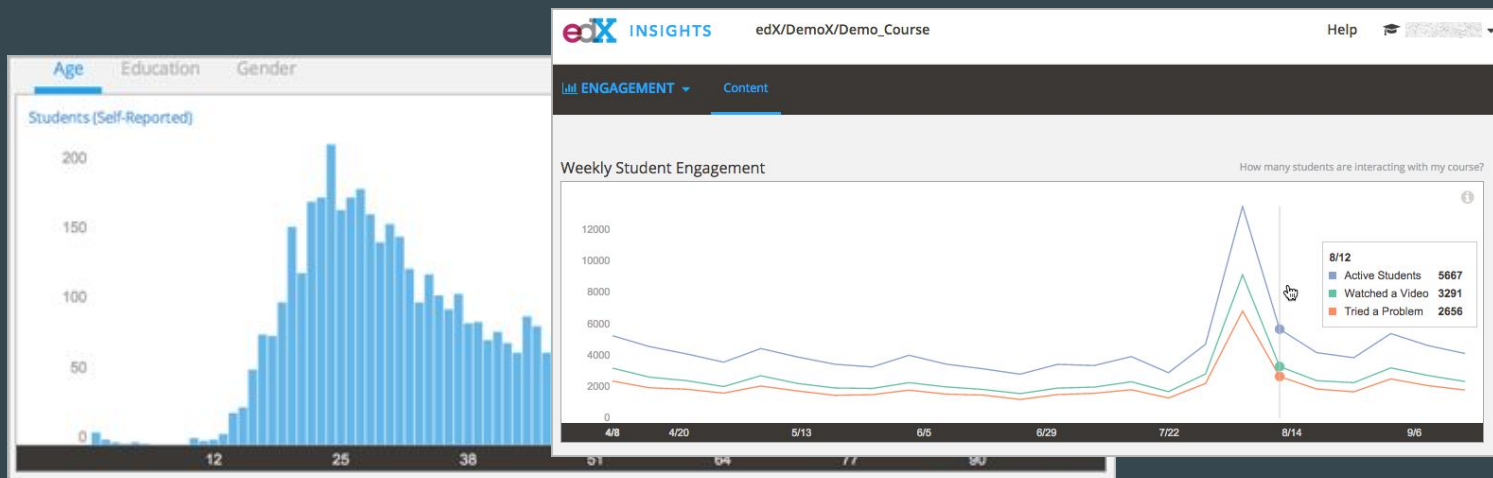 Age Education Gender
Students (Self-Reported)
200
150
100
50
0
12 25 38 51 64 77 90
edX INSIGHTS edX/DemoX/Demo_Course Help
ENGAGEMENT Content
Weekly Student Engagement How many students are interacting with my course?
12000
10000
8000
6000
4000
2000
0
4/8 4/20 5/13 6/5 6/29 7/22 8/14 9/6
8/12
Active Students 5667
Watched a Video 3291
Tried a Problem 2656